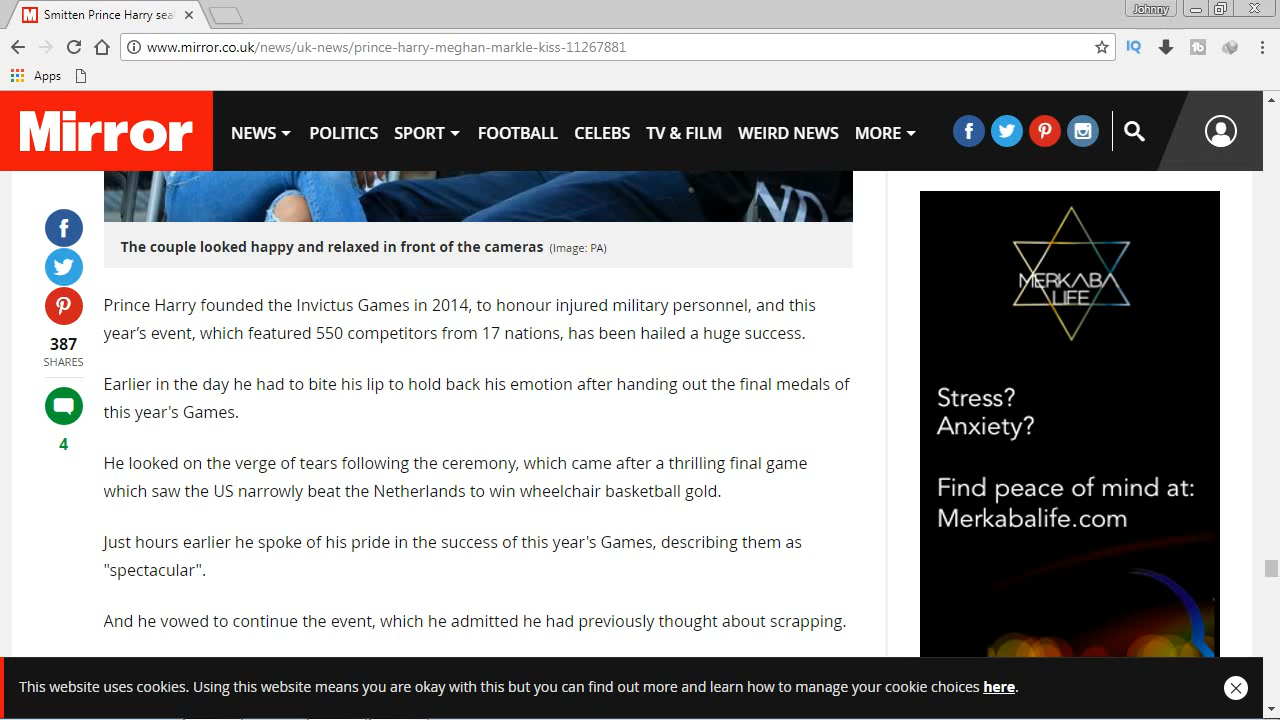 Smitten Prince Harry sea
Johnny
www.mirror.co.uk/news/uk-news/prince-harry-meghan-markle-kiss-11267881
Apps
Mirror
NEWS POLITICS SPORT FOOTBALL CELEBS TV & FILM WEIRD NEWS MORE
The couple looked happy and relaxed in front of the cameras (Image: PA)
387
SHARES
4
Prince Harry founded the Invictus Games in 2014, to honour injured military personnel, and this
year’s event, which featured 550 competitors from 17 nations, has been hailed a huge success.
Earlier in the day he had to bite his lip to hold back his emotion after handing out the final medals of
this year's Games.
He looked on the verge of tears following the ceremony, which came after a thrilling final game
which saw the US narrowly beat the Netherlands to win wheelchair basketball gold.
Just hours earlier he spoke of his pride in the success of this year's Games, describing them as
"spectacular".
And he vowed to continue the event, which he admitted he had previously thought about scrapping.
MERKABA
LIFE
Stress?
Anxiety?
Find peace of mind at:
Merkabalife.com
This website uses cookies. Using this website means you are okay with this but you can find out more and learn how to manage your cookie choices here.